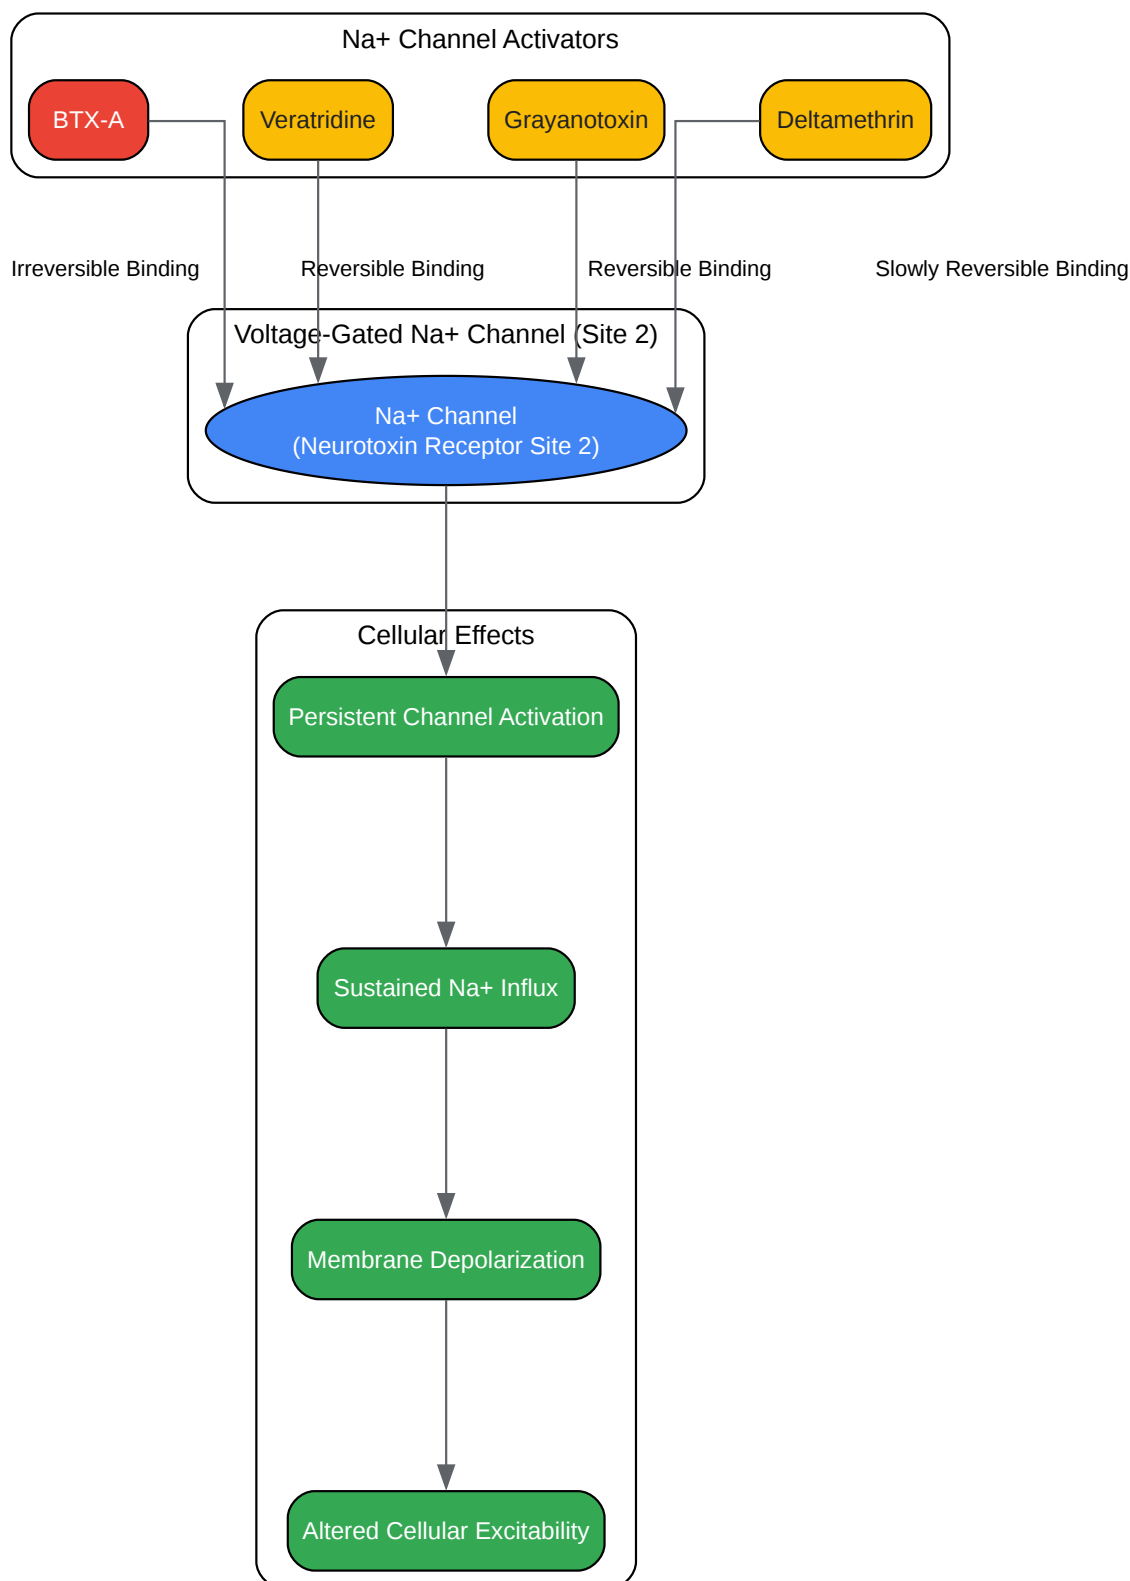 Na+ Channel Activators
BTX-A
Veratridine
Grayanotoxin
Deltamethrin
Irreversible Binding
Reversible Binding
Reversible Binding
Slowly Reversible Binding
Voltage-Gated Na+ Channel (Site 2)
Na+ Channel
(Neurotoxin Receptor Site 2)
Cellular Effects
Persistent Channel Activation
Sustained Na+ Influx
Membrane Depolarization
Altered Cellular Excitability